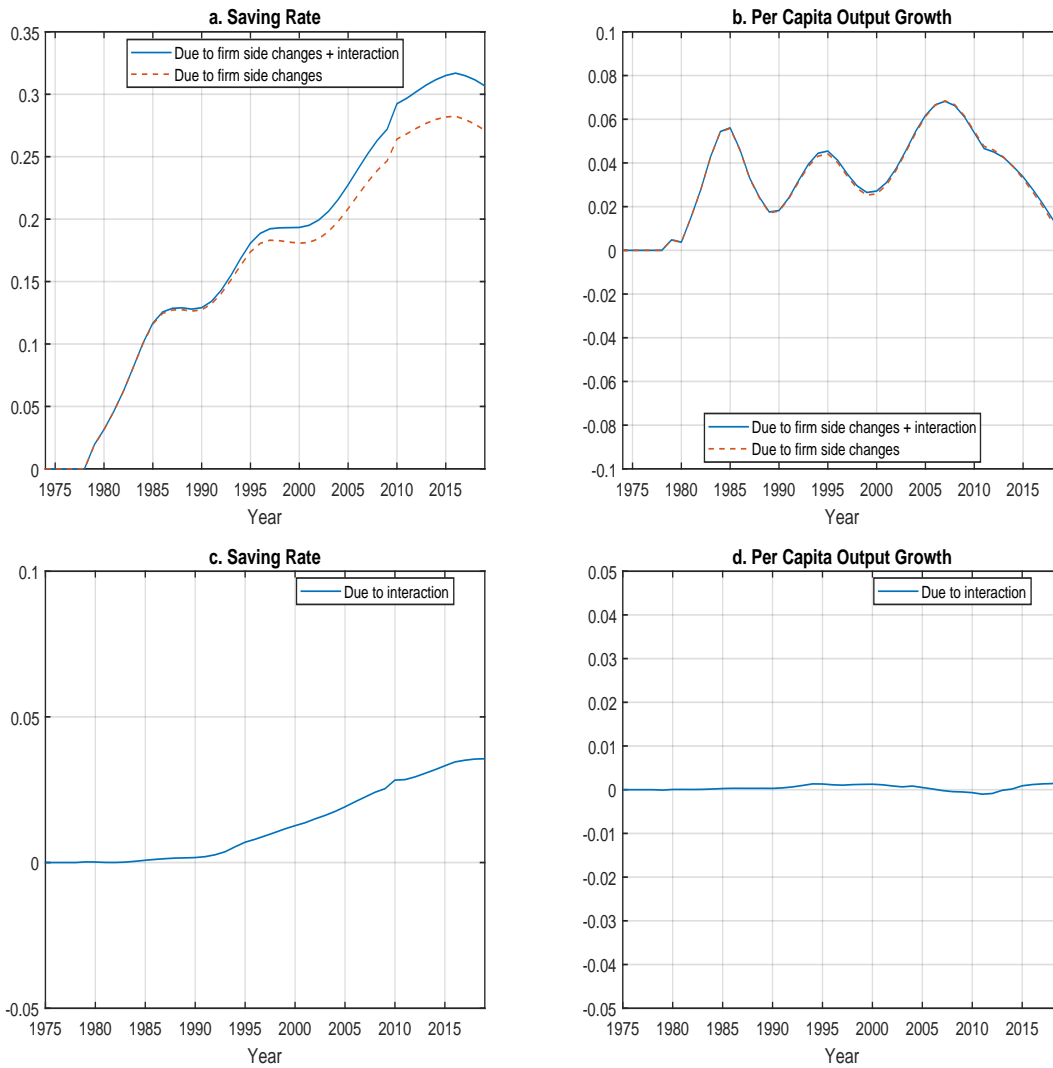 a. Saving Rate
0.35
0.3
0.25
0.2
0.15
0.1
0.05
0
Due to firm side changes + interaction
Due to firm side changes
1975 1980 1985 1990 1995 2000 2005 2010 2015
Year
b. Per Capita Output Growth
0.1
0.08
0.06
0.04
0.02
0
-0.02
-0.04
-0.06
-0.08
-0.1
Due to firm side changes + interaction
Due to firm side changes
1975 1980 1985 1990 1995 2000 2005 2010 2015
Year
c. Saving Rate
0.1
0.05
0
-0.05
Due to interaction
1975 1980 1985 1990 1995 2000 2005 2010 2015
Year
d. Per Capita Output Growth
0.05
0.04
0.03
0.02
0.01
0
-0.01
-0.02
-0.03
-0.04
-0.05
Due to interaction
1975 1980 1985 1990 1995 2000 2005 2010 2015
Year